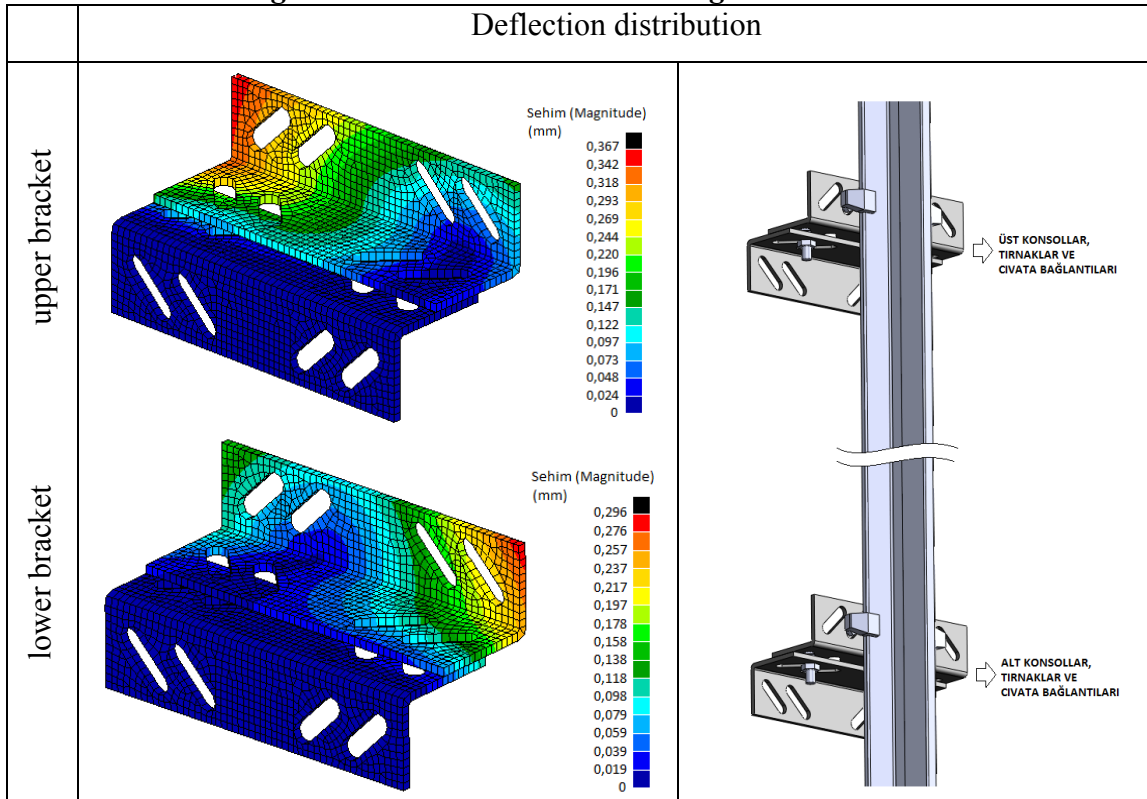 Deflection distribution
upper bracket
Sehim (Magnitude)
(mm)
0,367
0,342
0,318
0,293
0,269
0,244
0,220
0,196
0,171
0,147
0,122
0,097
0,073
0,048
0,024
0
ÜST KONSOLLAR,
TIRNAKLAR VE
CIVATA BAĞLANTILARI
lower bracket
Sehim (Magnitude)
(mm)
0,296
0,276
0,257
0,237
0,217
0,197
0,178
0,158
0,138
0,118
0,098
0,079
0,059
0,039
0,019
0
ALT KONSOLLAR,
TIRNAKLAR VE
CIVATA BAĞLANTILARI